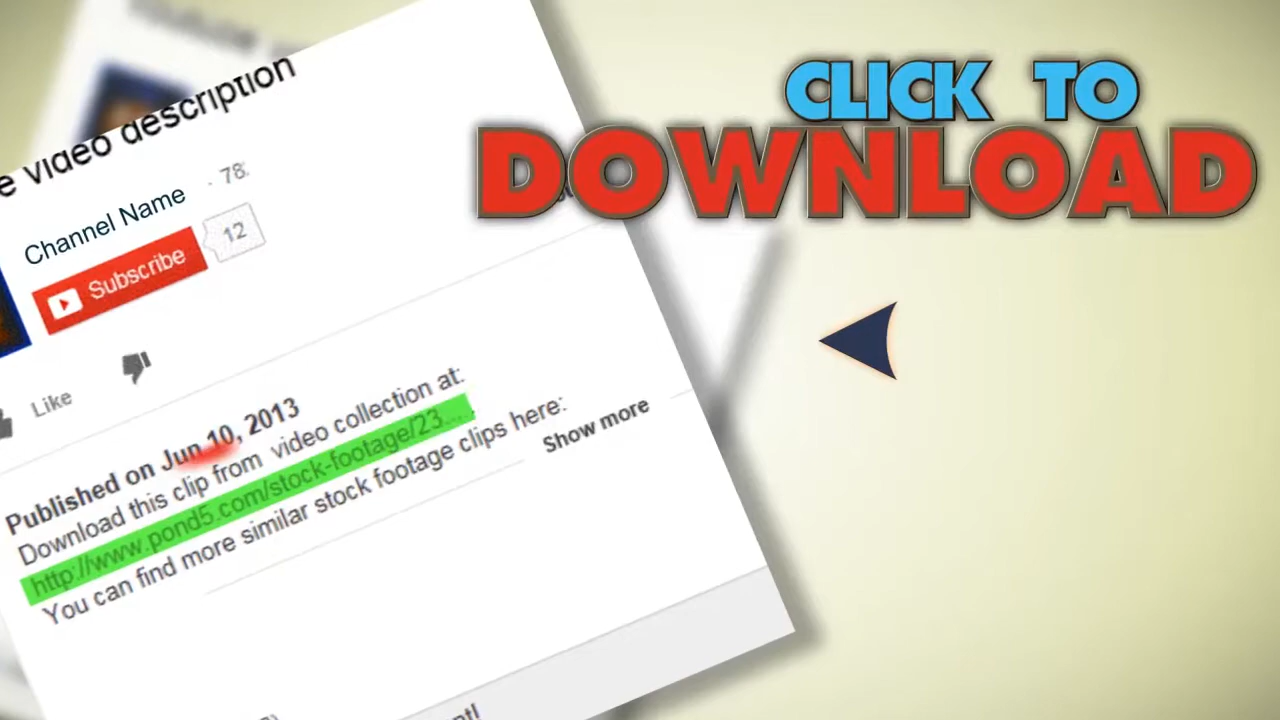 CLICK TO
DOWNLOAD
video description
Channel Name
78
Subscribe
12
Like
Published on Jun 10, 2013
Download this clip from video collection at:
http://www.pond5.com/stock-footage/23....
You can find more similar stock footage clips here:
Show more